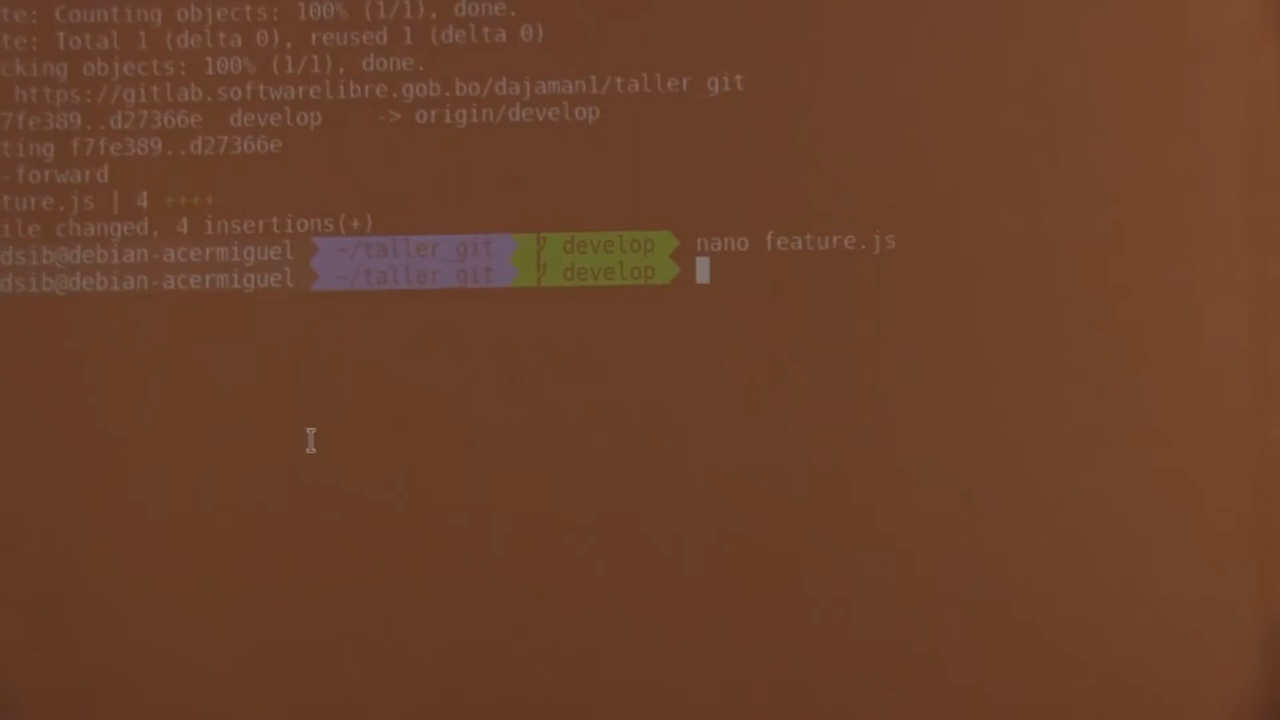 te: Counting objects: 100% (1/1), done.
te: Total 1 (delta 0), reused 1 (delta 0)
cking objects: 100% (1/1), done.
https://gitlab.softwarelibre.gob.bo/dajaman1/taller_git
7fe389..d27366e develop -> origin/develop
ting f7fe389..d27366e
-forward
ture.js | 4 ++++
ile changed, 4 insertions(+)
dsib@debian-acermiguel ~/taller_git develop nano feature.js
dsib@debian-acermiguel ~/taller_git develop